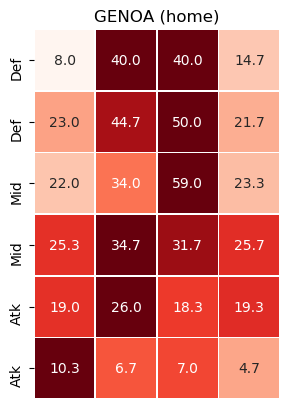 GENOA (home)
Def 8.0 40.0 40.0 14.7
Def 23.0 44.7 50.0 21.7
Mid 22.0 34.0 59.0 23.3
Mid 25.3 34.7 31.7 25.7
Atk 19.0 26.0 18.3 19.3
Atk 10.3 6.7 7.0 4.7